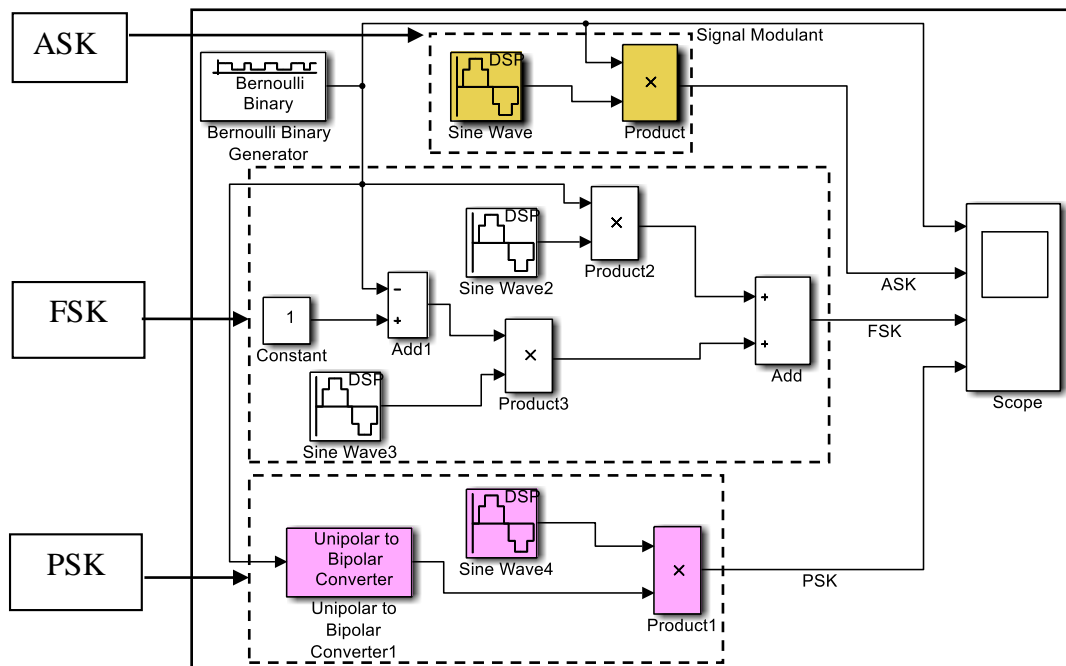 ASK
Signal Modulant
Bernoulli
Binary
Bernoulli Binary
Generator
DSP
Sine Wave
×
Product
DSP
Sine Wave2
×
Product2
FSK
1
Constant
−
+
Add1
×
Product3
DSP
Sine Wave3
+
+
Add
ASK
FSK
Scope
PSK
Unipolar to
Bipolar
Converter
Unipolar to
Bipolar
Converter1
DSP
Sine Wave4
×
Product1
PSK